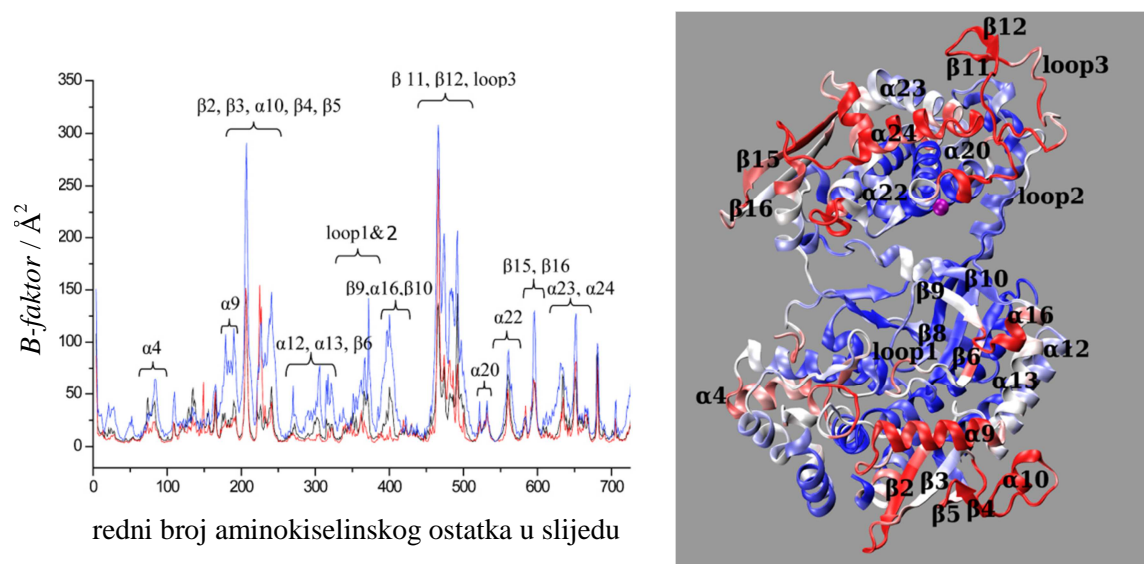 350
300
250
200
150
100
50
0
B-faktor / Å²
0 100 200 300 400 500 600 700
redni broj aminokiselinskog ostatka u slijedu
α4
α9
β2, β3, α10, β4, β5
α12, α13, β6
loop1&2
β9,α16,β10
β 11, β12, loop3
α20
α22
β15, β16
α23, α24
β12
β11
loop3
α23
α24
α20
β15
α22
loop2
β16
β10
β9
α16
β8
α12
loop1
β6
α13
α4
α9
β2
β3
α10
β5
β4